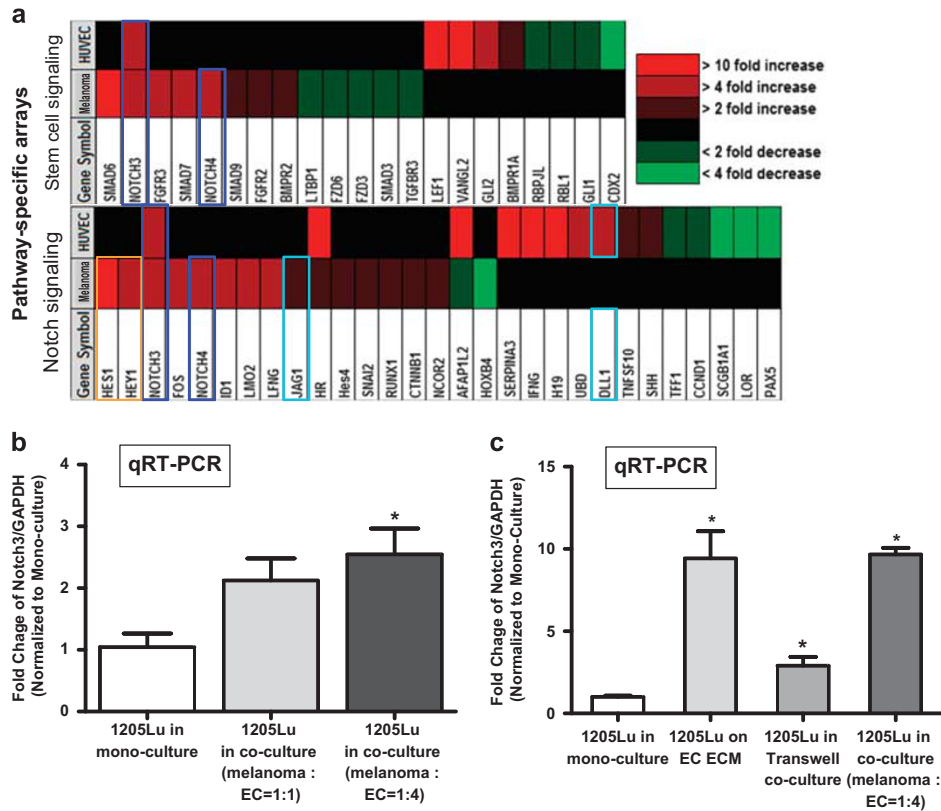 a
Pathway-specific arrays
Stem cell signaling
HUVEC
Melanoma
Gene Symbol
SMAD6 NOTCH3 FGFR3 SMAD7 NOTCH4 SMAD9 FGFR2 BMPR2 LTBP1 FZD6 FZD3 SMAD3 TGFBR3 LEF1 VANGL2 GLI2 BMPR1A RBPJL RBL1 GLI1 CDX2
> 10 fold increase
> 4 fold increase
> 2 fold increase
< 2 fold decrease
< 4 fold decrease
Notch signaling
HUVEC
Melanoma
Gene Symbol
HES1 HEY1 NOTCH3 FOS NOTCH4 ID1 LMO2 LFNG JAG1 HR Hes4 SNAI2 RUNX1 CTNNB1 NCOR2 AFAP1L2 HOXB4 SERPINA3 IFNG H19 UBD DLL1 TNFSF10 SHH TFF1 CCND1 SCGB1A1 LOR PAX5
b
qRT-PCR
Fold Chage of Notch3/GAPDH
(Normalized to Mono-culture)
4
3
2
1
0
*
1205Lu in
mono-culture
1205Lu
in co-culture
(melanoma :
EC=1:1)
1205Lu
in co-culture
(melanoma :
EC=1:4)
c
qRT-PCR
Fold Chage of Notch3/GAPDH
(Normalized to Mono-Culture)
15
10
5
0
*
*
*
1205Lu in
mono-culture
1205Lu on
EC ECM
1205Lu in
Transwell
co-culture
1205Lu in
co-culture
(melanoma :
EC=1:4)